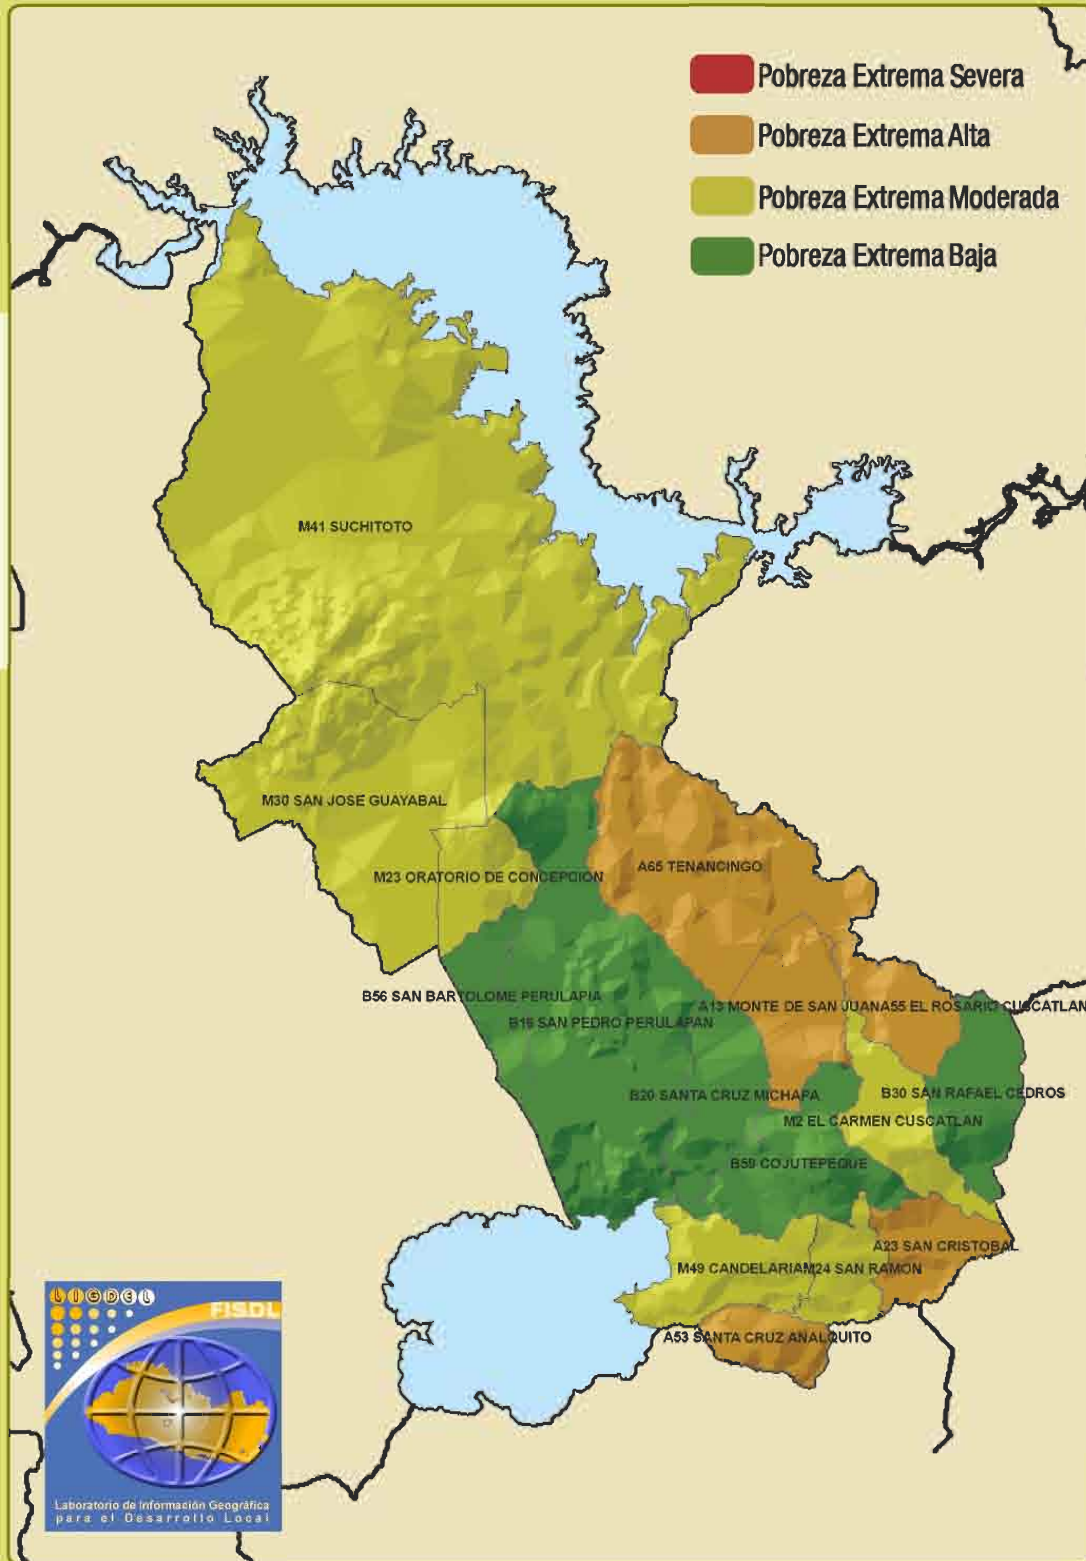 Pobreza Extrema Severa
Pobreza Extrema Alta
Pobreza Extrema Moderada
Pobreza Extrema Baja
M41 SUCHITOTO
M30 SAN JOSE GUAYABAL
A65 TENANCINGO
M23 ORATORIO DE CONCEPCION
B56 SAN BARTOLOME PERULAPIA
A13 MONTE DE SAN JUAN
A55 EL ROSARIO CUSCATLAN
B16 SAN PEDRO PERULAPAN
B20 SANTA CRUZ MICHAPA
B30 SAN RAFAEL CEDROS
M2 EL CARMEN CUSCATLAN
B59 COJUTEPEQUE
A23 SAN CRISTOBAL
M49 CANDELARIA
M24 SAN RAMON
A53 SANTA CRUZ ANALQUITO
LIGDEL
FISDL
Laboratorio de Información Geográfica
para el Desarrollo Local